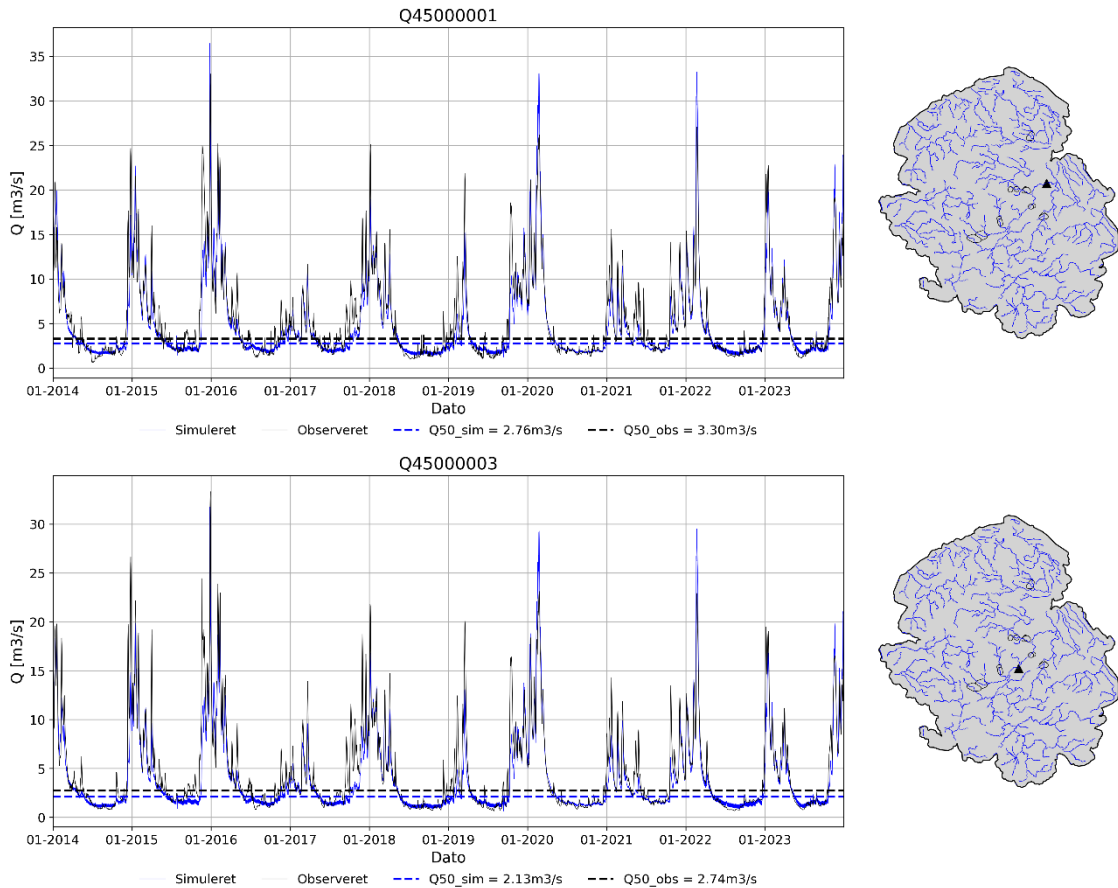 Q45000001
35
30
25
20
15
10
5
0
Q [m3/s]
01-2014 01-2015 01-2016 01-2017 01-2018 01-2019 01-2020 01-2021 01-2022 01-2023
Dato
Simuleret Observeret Q50_sim = 2.76m3/s Q50_obs = 3.30m3/s
Q45000003
30
25
20
15
10
5
0
Q [m3/s]
01-2014 01-2015 01-2016 01-2017 01-2018 01-2019 01-2020 01-2021 01-2022 01-2023
Dato
Simuleret Observeret Q50_sim = 2.13m3/s Q50_obs = 2.74m3/s